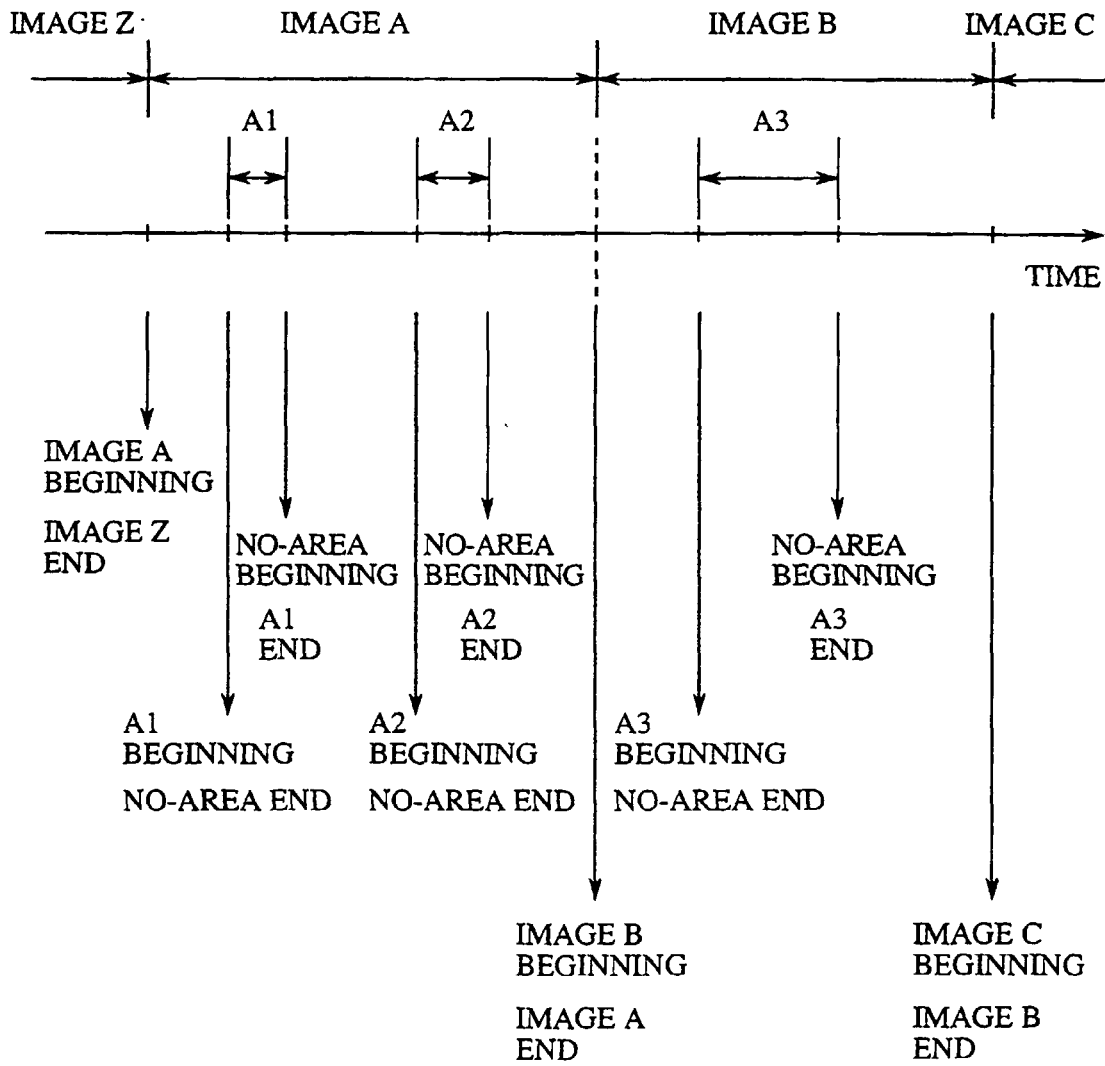 IMAGE Z
IMAGE A
IMAGE B
IMAGE C
A1
A2
A3
TIME
IMAGE A
BEGINNING
IMAGE Z
END
NO-AREA
BEGINNING
A1
END
NO-AREA
BEGINNING
A2
END
NO-AREA
BEGINNING
A3
END
A1
BEGINNING
NO-AREA END
A2
BEGINNING
NO-AREA END
A3
BEGINNING
NO-AREA END
IMAGE B
BEGINNING
IMAGE A
END
IMAGE C
BEGINNING
IMAGE B
END